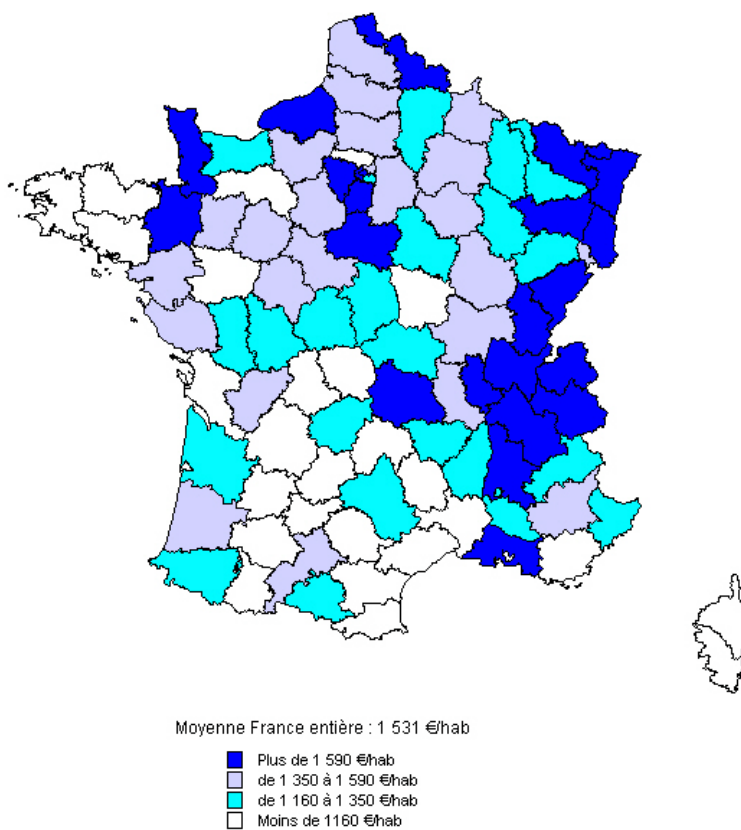 Moyenne France entière : 1 531 €/hab
Plus de 1 590 €/hab
de 1 350 à 1 590 €/hab
de 1 160 à 1 350 €/hab
Moins de 1160 €/hab